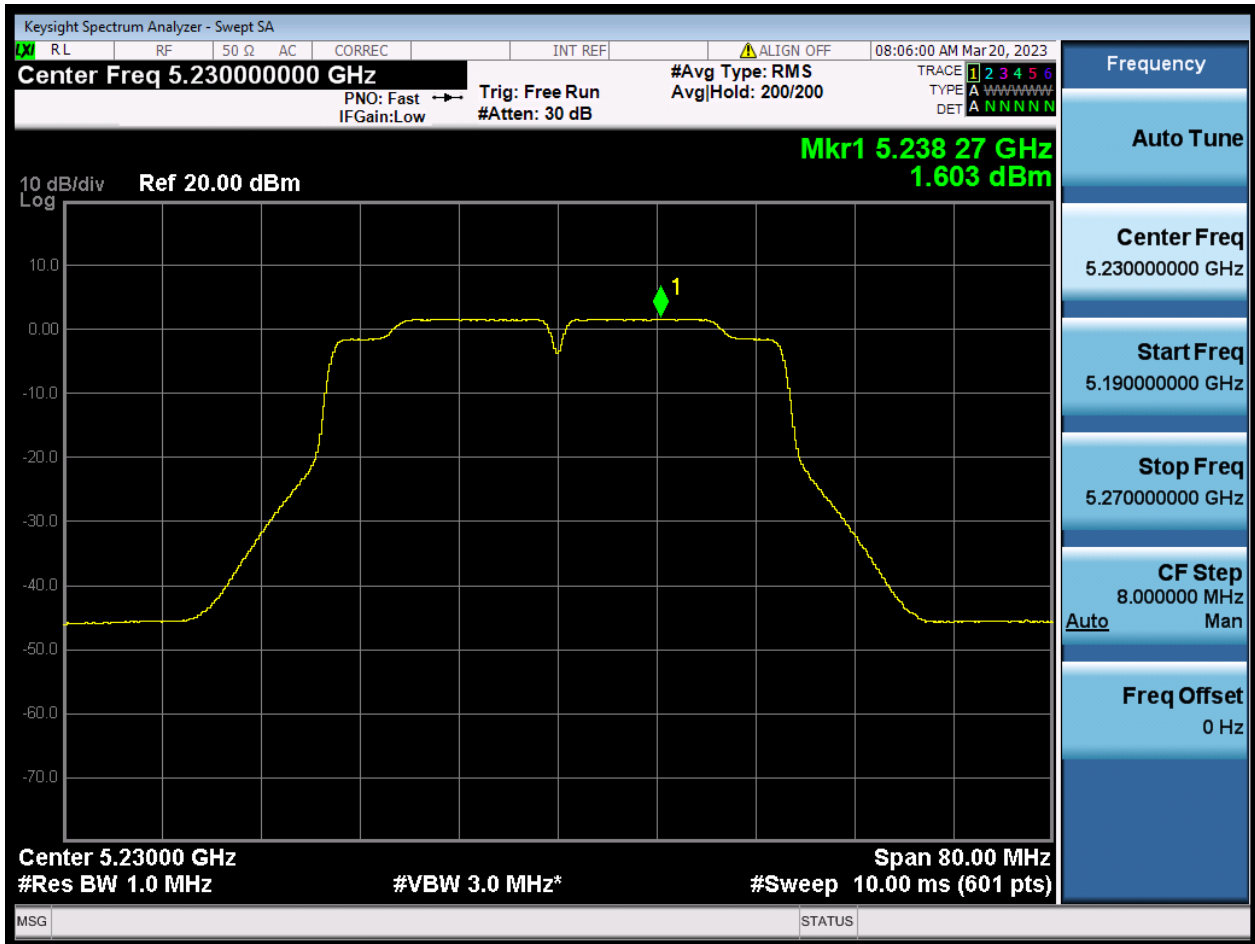 Keysight Spectrum Analyzer - Swept SA
LXI RL RF 50 Ω AC CORREC INT REF ALIGN OFF 08:06:00 AM Mar 20, 2023
Center Freq 5.230000000 GHz
PNO: Fast
IFGain:Low
Trig: Free Run
#Atten: 30 dB
#Avg Type: RMS
Avg|Hold: 200/200
TRACE 1 2 3 4 5 6
TYPE A WWWWW
DET A N N N N N
Mkr1 5.238 27 GHz
1.603 dBm
10 dB/div Ref 20.00 dBm
Log
10.0
0.00
-10.0
-20.0
-30.0
-40.0
-50.0
-60.0
-70.0
1
Center 5.23000 GHz Span 80.00 MHz
#Res BW 1.0 MHz #VBW 3.0 MHz* #Sweep 10.00 ms (601 pts)
MSG STATUS
Frequency
Auto Tune
Center Freq
5.230000000 GHz
Start Freq
5.190000000 GHz
Stop Freq
5.270000000 GHz
CF Step
8.000000 MHz
Auto Man
Freq Offset
0 Hz